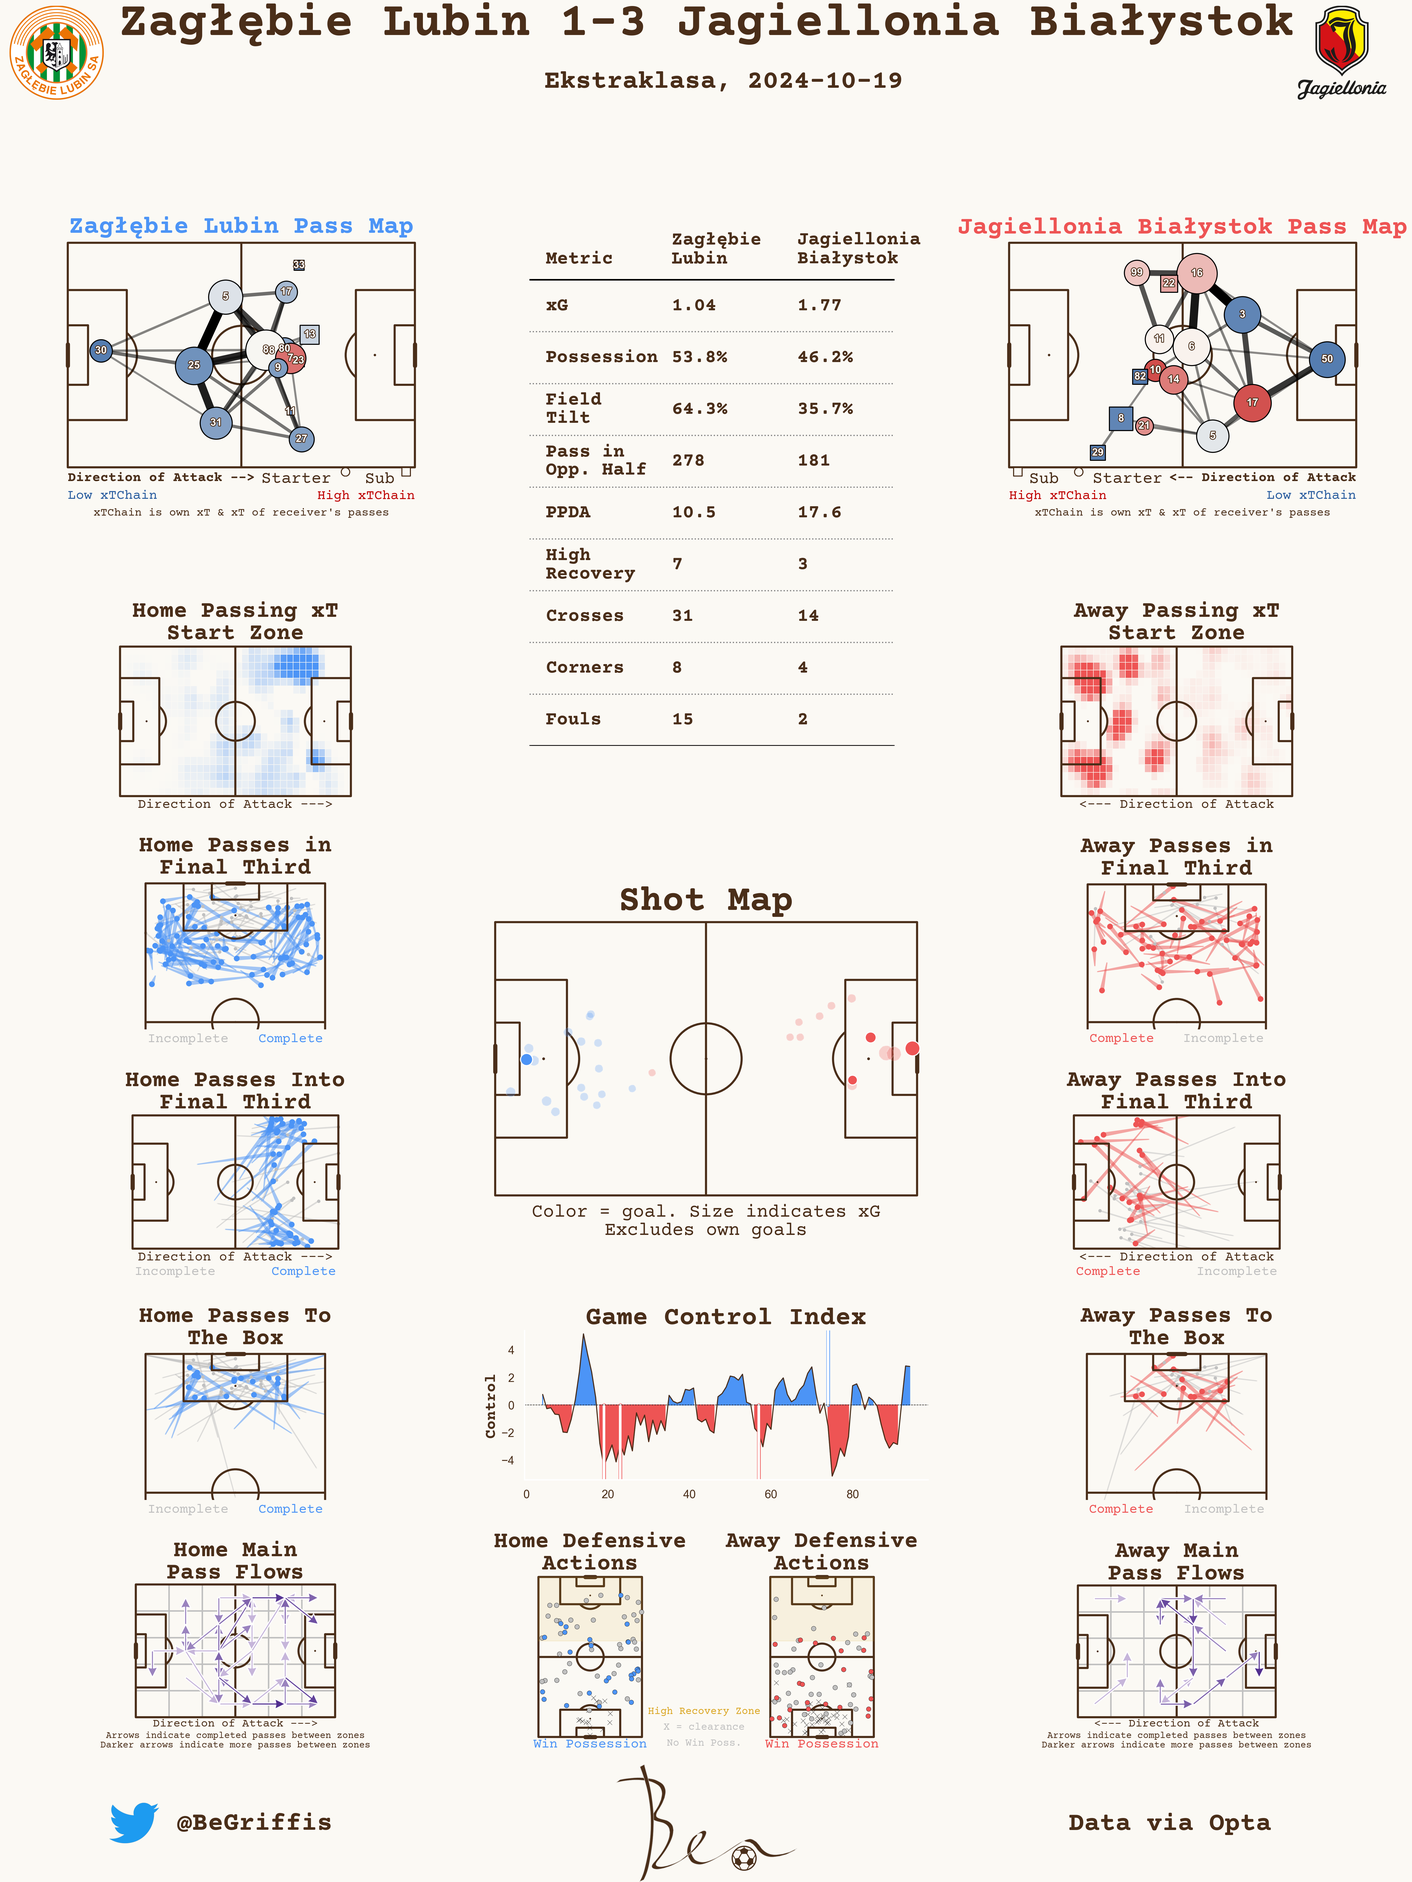 Zagłębie Lubin 1-3 Jagiellonia Białystok
Ekstraklasa, 2024-10-19
ZAGŁĘBIE LUBIN SA
Jagiellonia
Zagłębie Lubin Pass Map
33
5
17
13
30
88
80
7
23
25
9
11
31
27
Direction of Attack --> Starter Sub
Low xTChain High xTChain
xTChain is own xT & xT of receiver's passes
Metric Zagłębie Lubin Jagiellonia Białystok
xG 1.04 1.77
Possession 53.8% 46.2%
Field Tilt 64.3% 35.7%
Pass in Opp. Half 278 181
PPDA 10.5 17.6
High Recovery 7 3
Crosses 31 14
Corners 8 4
Fouls 15 2
Jagiellonia Białystok Pass Map
99
16
22
3
11
6
50
82
10
14
17
8
21
5
29
Sub Starter <-- Direction of Attack
High xTChain Low xTChain
xTChain is own xT & xT of receiver's passes
Home Passing xT
Start Zone
Direction of Attack --->
Away Passing xT
Start Zone
<--- Direction of Attack
Home Passes in
Final Third
Incomplete Complete
Away Passes in
Final Third
Complete Incomplete
Shot Map
Color = goal. Size indicates xG
Excludes own goals
Home Passes Into
Final Third
Direction of Attack --->
Incomplete Complete
Away Passes Into
Final Third
<--- Direction of Attack
Complete Incomplete
Home Passes To
The Box
Incomplete Complete
Game Control Index
Control
4
2
0
−2
−4
0 20 40 60 80
Away Passes To
The Box
Complete Incomplete
Home Main
Pass Flows
Direction of Attack --->
Arrows indicate completed passes between zones
Darker arrows indicate more passes between zones
Home Defensive
Actions
Win Possession
High Recovery Zone
X = clearance
No Win Poss.
Away Defensive
Actions
Win Possession
Away Main
Pass Flows
<--- Direction of Attack
Arrows indicate completed passes between zones
Darker arrows indicate more passes between zones
@BeGriffis
Ben
Data via Opta